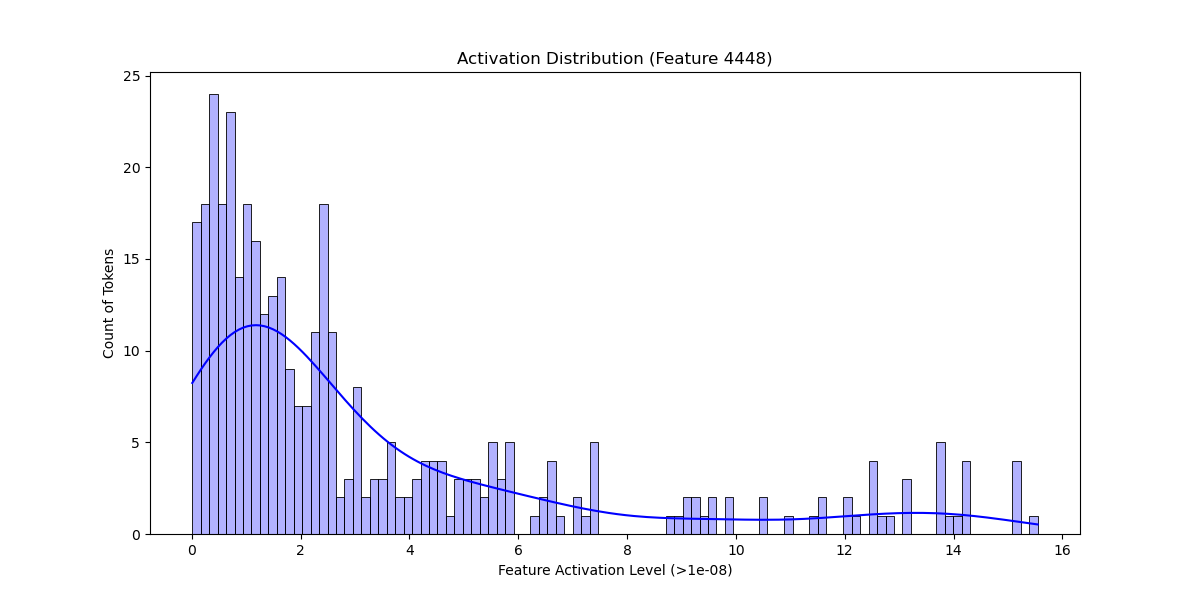 Activation Distribution (Feature 4448)
25
20
15
10
5
0
Count of Tokens
0 2 4 6 8 10 12 14 16
Feature Activation Level (>1e-08)